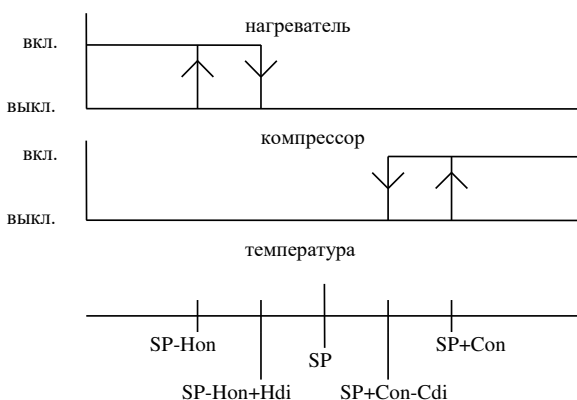 нагреватель
вкл.
выкл.
компрессор
вкл.
выкл.
температура
SP-Hon
SP
SP+Con
SP-Hon+Hdi
SP+Con-Cdi